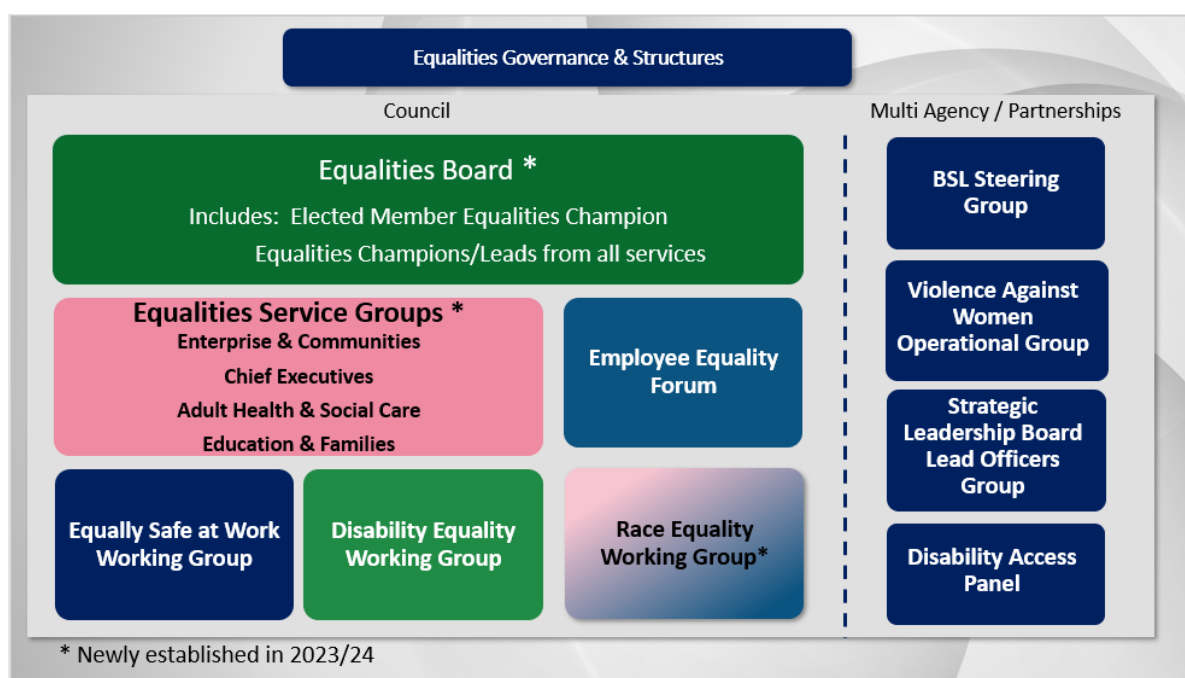 Equalities Governance & Structures
Council
Equalities Board *
Includes: Elected Member Equalities Champion
Equalities Champions/Leads from all services
Equalities Service Groups *
Enterprise & Communities
Chief Executives
Adult Health & Social Care
Education & Families
Employee Equality
Forum
Equally Safe at Work
Working Group
Disability Equality
Working Group
Race Equality
Working Group*
Multi Agency / Partnerships
BSL Steering
Group
Violence Against
Women
Operational Group
Strategic
Leadership Board
Lead Officers
Group
Disability Access
Panel
* Newly established in 2023/24